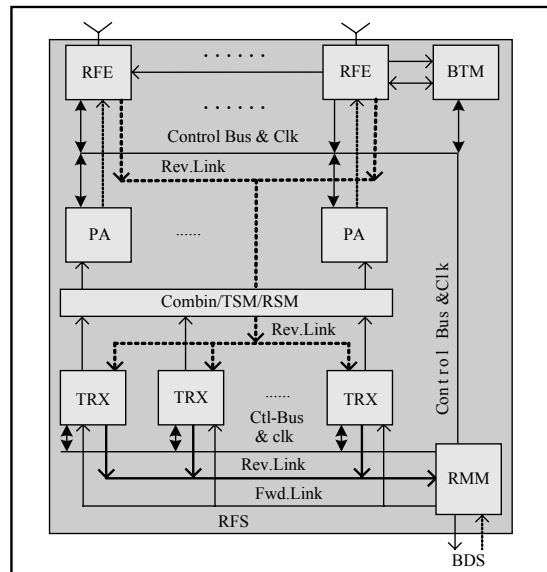 RFE
. . . . . .
RFE
BTM
. . . . . .
Control Bus & Clk
Rev.Link
PA
......
PA
Control Bus &Clk
Combin/TSM/RSM
Rev.Link
TRX
TRX
......
TRX
Ctl-Bus
& clk
Rev.Link
RMM
Fwd.Link
RFS
BDS